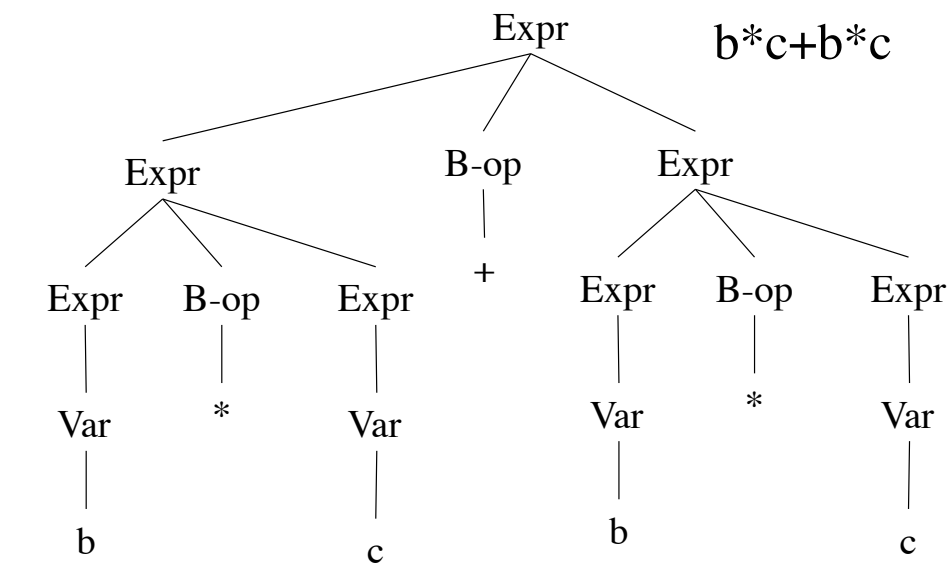 Expr
b*c+b*c
Expr B-op Expr
+
Expr B-op Expr Expr B-op Expr
Var * Var Var * Var
b c b c